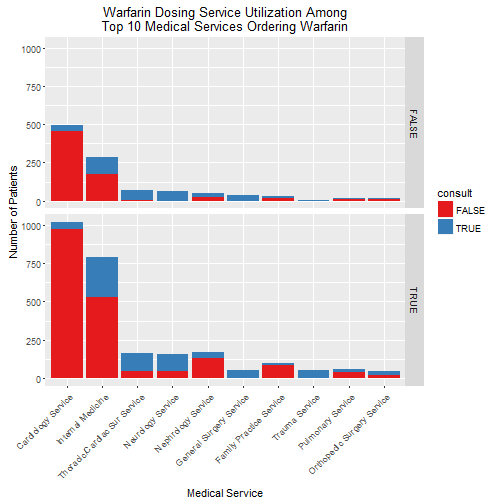 Warfarin Dosing Service Utilization Among
Top 10 Medical Services Ordering Warfarin
Number of Patients
1000
750
500
250
0
FALSE
1000
750
500
250
0
TRUE
Cardiology Service
Internal Medicine
Thoracic,Cardiac Sur Service
Neurology Service
Nephrology Service
General Surgery Service
Family Practice Service
Trauma Service
Pulmonary Service
Orthopedic Surgery Service
Medical Service
consult
FALSE
TRUE